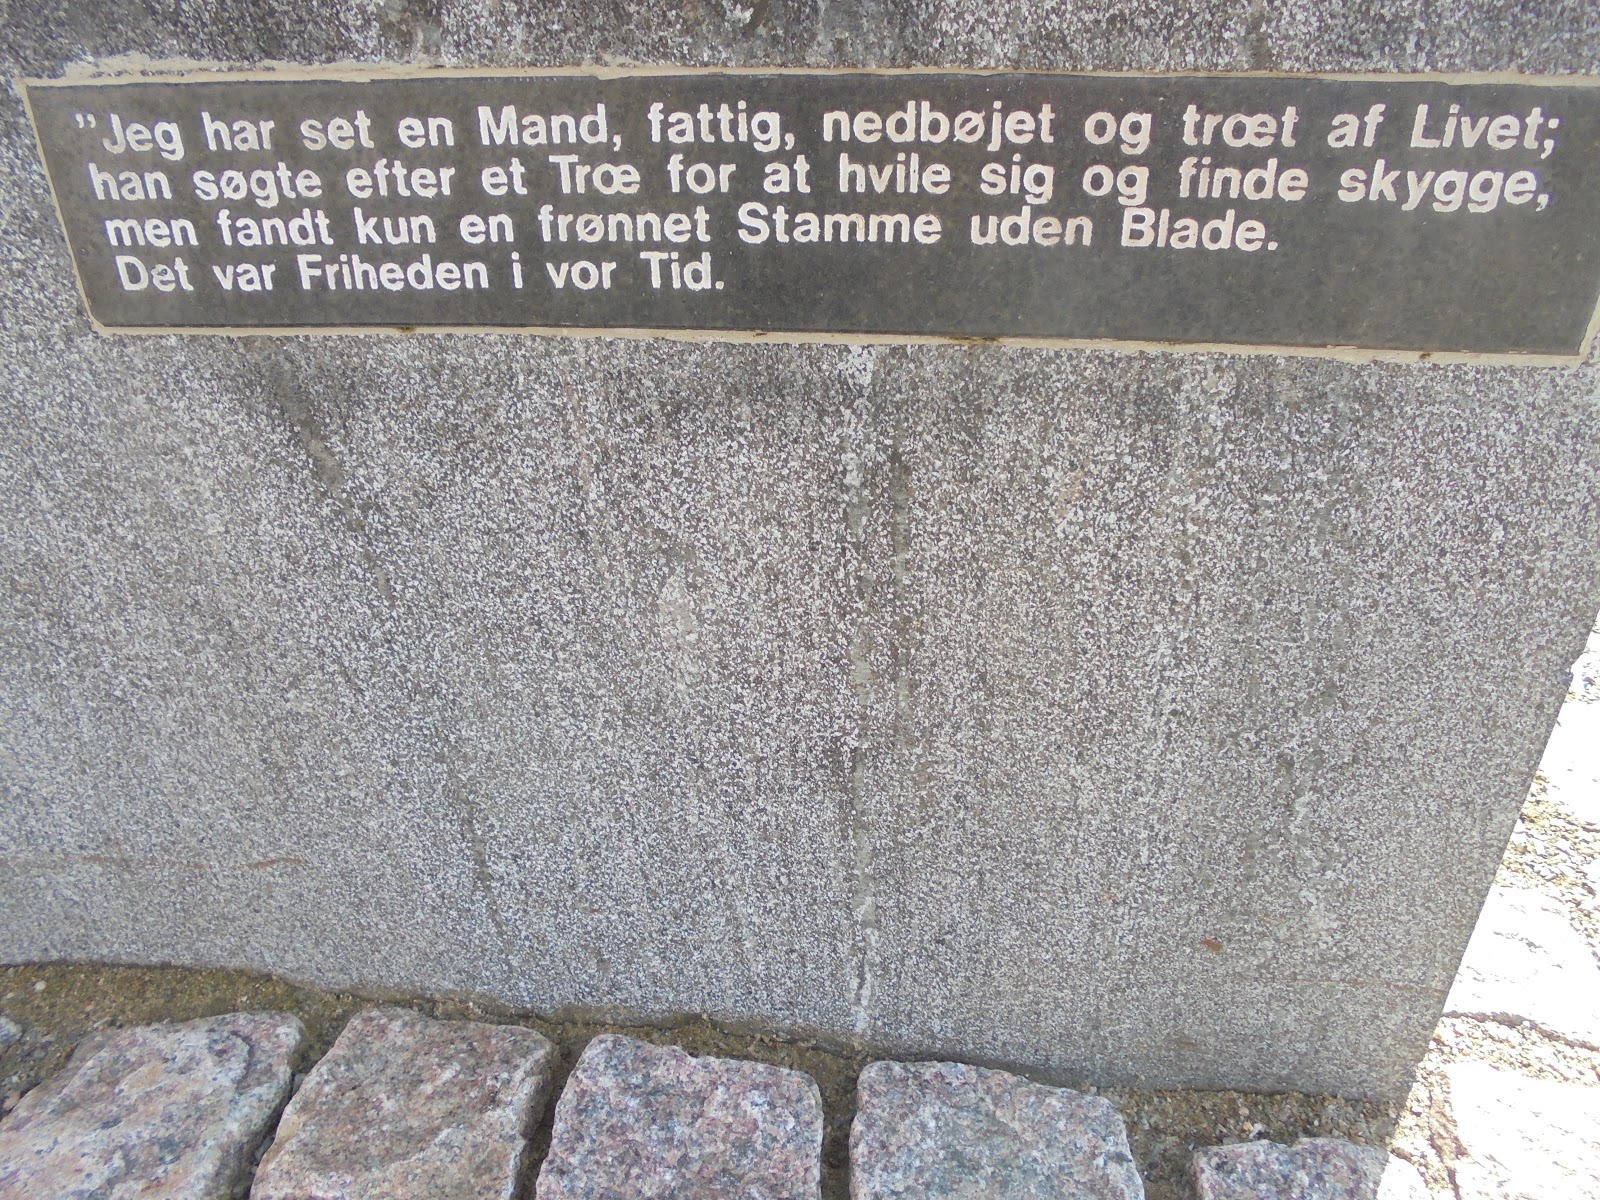 ”Jeg har set en Mand, fattig, nedbøjet og træt af Livet;
han søgte efter et Træ for at hvile sig og finde skygge,
men fandt kun en frønnet Stamme uden Blade.
Det var Friheden i vor Tid.